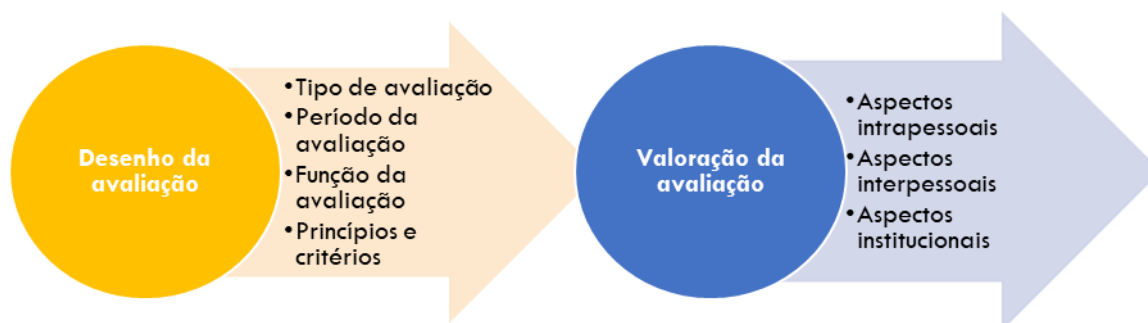 Desenho da
avaliação
•Tipo de avaliação
•Período da
avaliação
•Função da
avaliação
•Princípios e
critérios
Valoração da
avaliação
•Aspectos
intrapessoais
•Aspectos
interpessoais
•Aspectos
institucionais